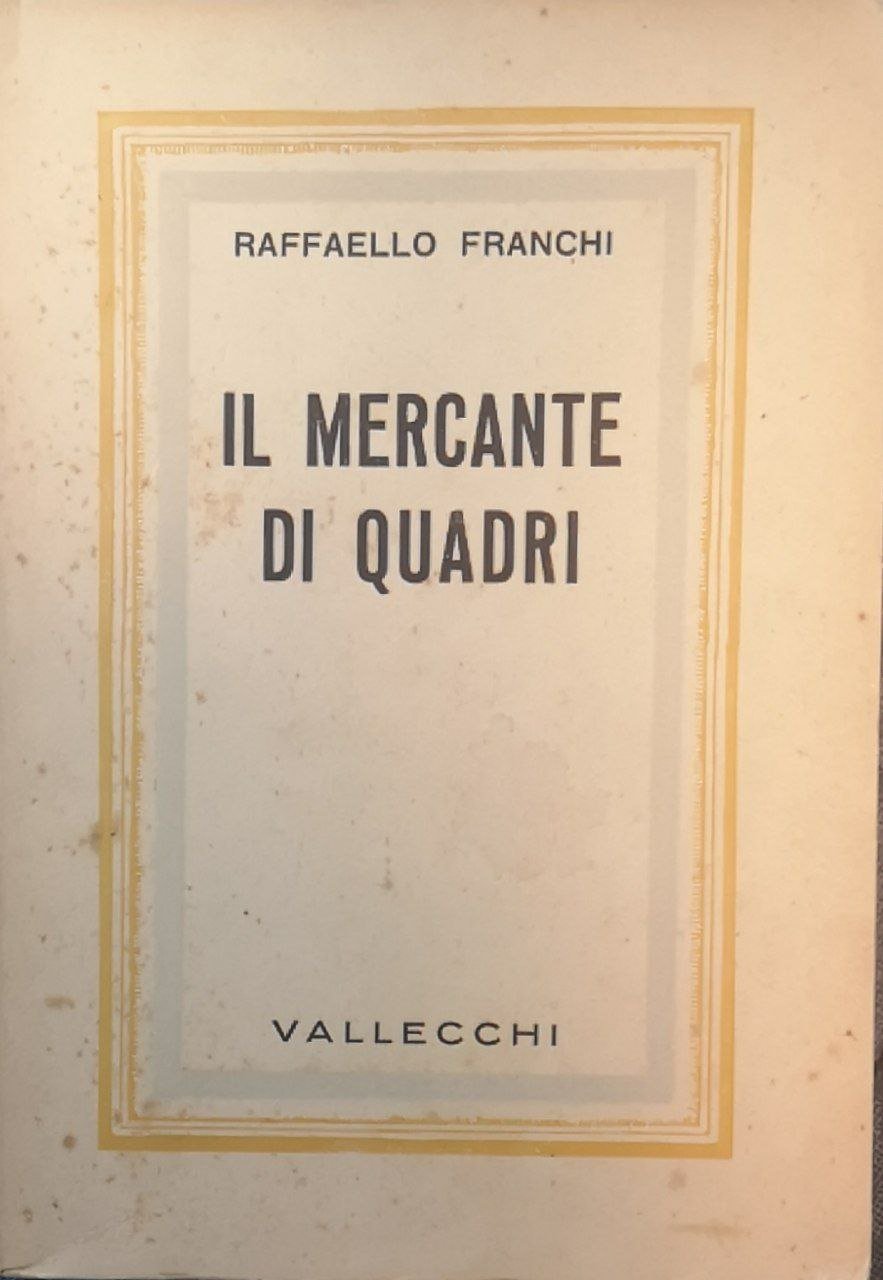 RAFFAELLO FRANCHI
IL MERCANTE
DI QUADRI
VALLECCHI